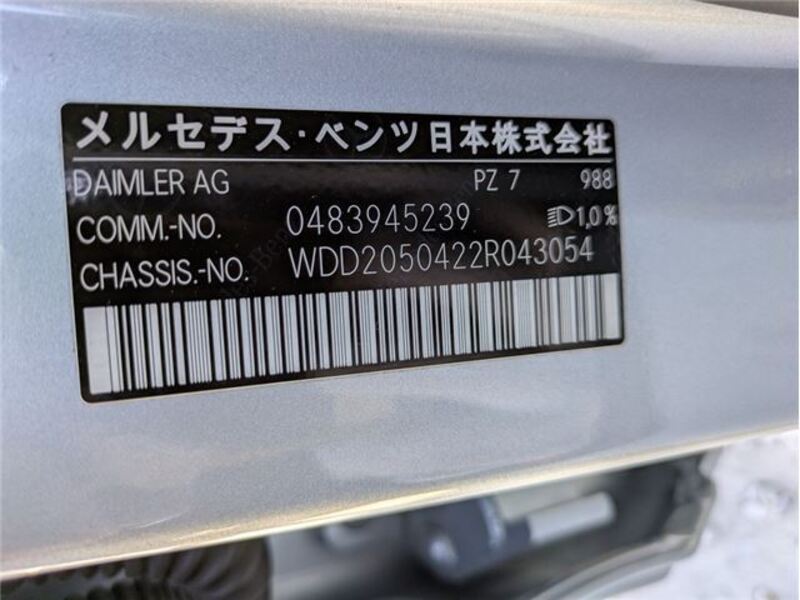 メルセデス・ベンツ日本株式会社
DAIMLER AG PZ 7 988
COMM.-NO. 0483945239 1,0%
CHASSIS.-NO. WDD2050422R043054